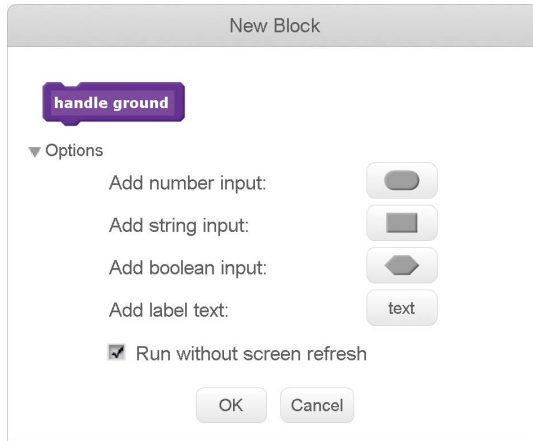 New Block
handle ground
Options
Add number input:
Add string input:
Add boolean input:
Add label text: text
Run without screen refresh
OK Cancel